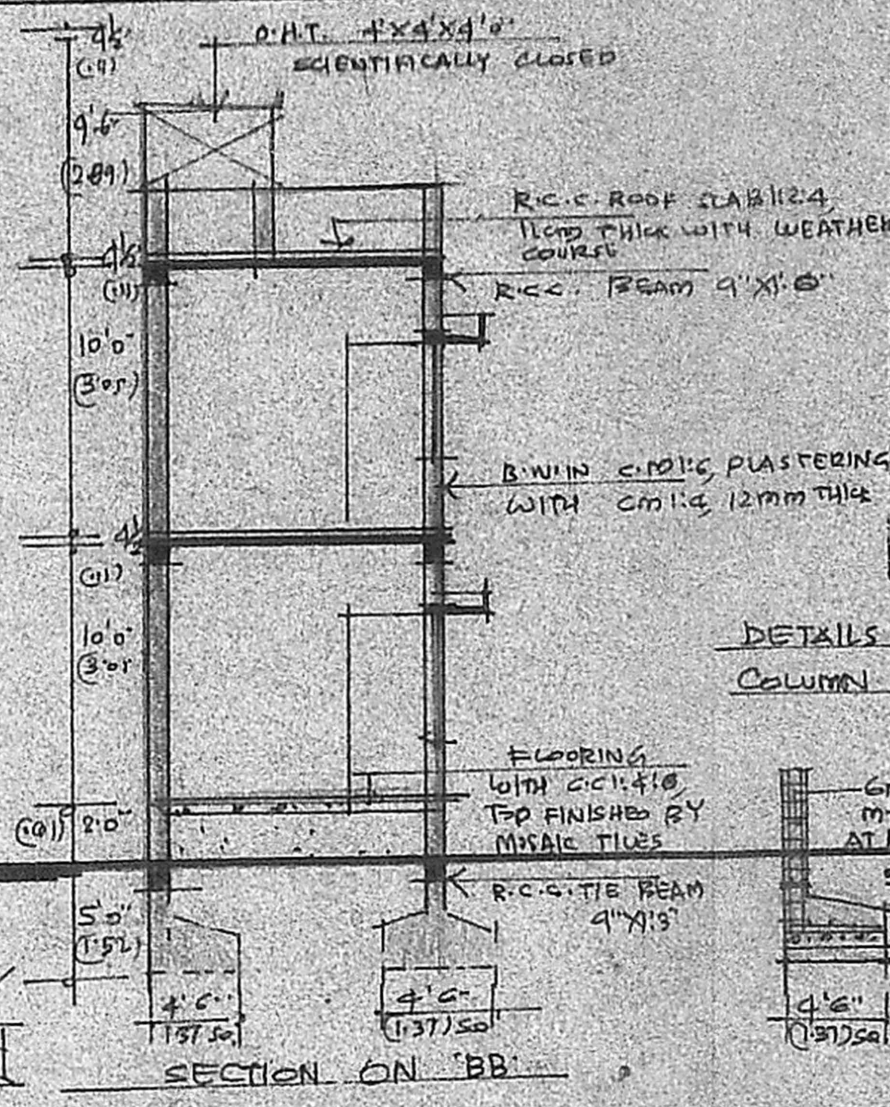 4½"
(.11)
O.H.T. 4'X4'X4'0"
SCIENTIFICALLY CLOSED
9'6"
(2.89)
R.C.C. ROOF SLAB 1:2:4,
11CM THICK WITH WEATHER
COURSE
4½"
(.11)
R.C.C. BEAM 9"X1'0"
10'0"
(3.05)
B.W IN C.M 1:6, PLASTERING
WITH CM 1:4, 12mm THICK
4½
(.11)
10'0"
(3.05
DETAILS
COLUMN
FLOORING
WITH C.C 1:4:8,
TOP FINISHED BY
MOSAIC TILES
(.61) 2'0"
AT
R.C.C. TIE BEAM
9"X1'3"
5'0"
(1.52)
4'6"
(1.37)SQ
4'6"
(1.37)SQ
4'6"
(1.37)SQ
SECTION ON 'BB'